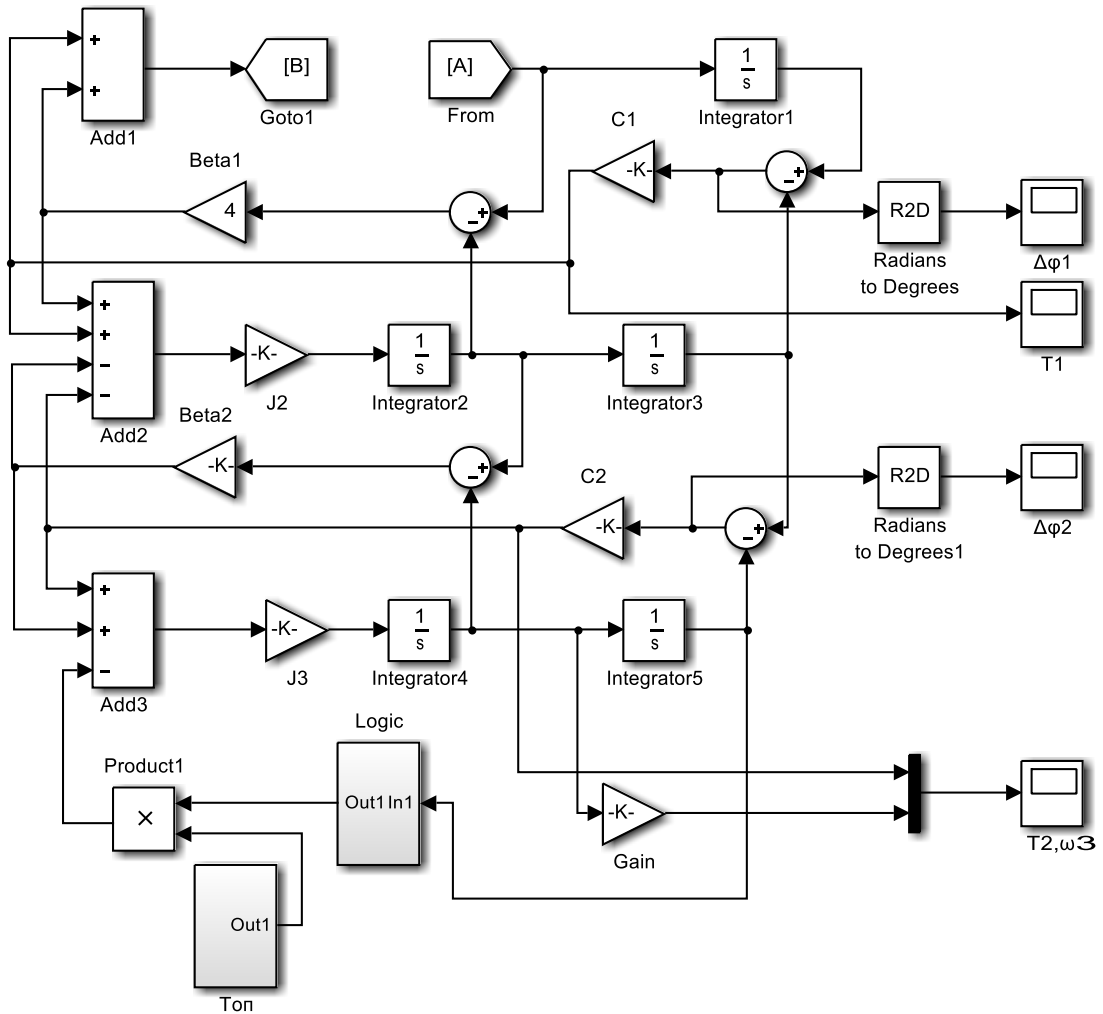 +
+
Add1
[B]
Goto1
[A]
From
1
s
Integrator1
C1
-K-
- +
Beta1
4
- +
R2D
Radians
to Degrees
Δφ1
T1
+
+
-
-
Add2
-K-
J2
1
s
Integrator2
1
s
Integrator3
Beta2
-K-
- +
C2
-K-
- +
R2D
Radians
to Degrees1
Δφ2
+
+
-
Add3
-K-
J3
1
s
Integrator4
1
s
Integrator5
Logic
Out1 In1
Product1
×
-K-
Gain
T2,ω3
Out1
Топ